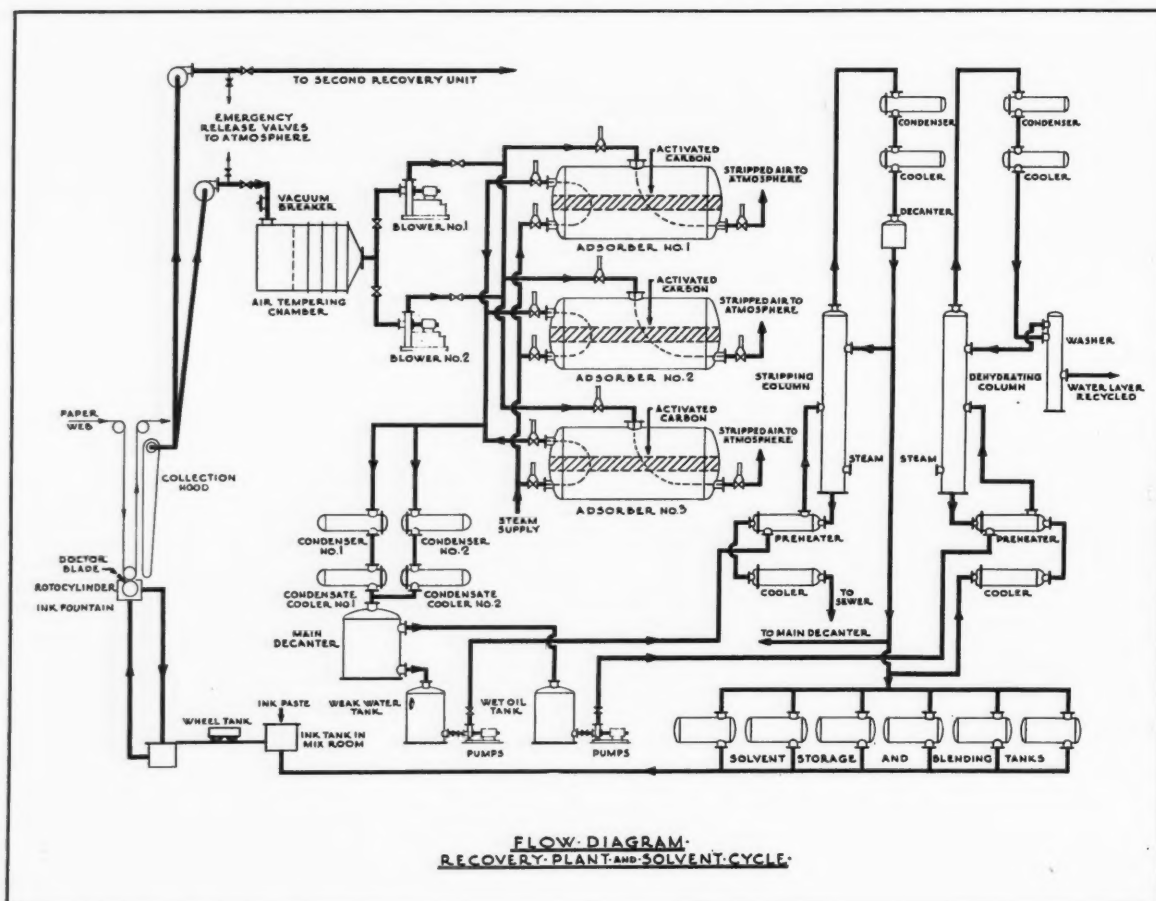 TO SECOND RECOVERY UNIT
EMERGENCY
RELEASE VALVES
TO ATMOSPHERE
VACUUM
BREAKER
AIR TEMPERING
CHAMBER
BLOWER NO.1
BLOWER NO.2
ACTIVATED
CARBON
STRIPPED AIR TO
ATMOSPHERE
ADSORBER NO.1
ACTIVATED
CARBON
STRIPPED AIR TO
ATMOSPHERE
ADSORBER NO.2
ACTIVATED
CARBON
STRIPPED AIR TO
ATMOSPHERE
ADSORBER NO.3
STEAM
SUPPLY
CONDENSER
COOLER
DECANTER
CONDENSER
COOLER
STRIPPING
COLUMN
DEHYDRATING
COLUMN
WASHER
WATER LAYER
RECYCLED
STEAM
STEAM
PREHEATER
COOLER
TO
SEWER
PREHEATER
COOLER
TO MAIN DECANTER
PAPER
WEB
COLLECTION
HOOD
DOCTOR
BLADE
ROTOCYLINDER
INK FOUNTAIN
CONDENSER
NO.1
CONDENSER
NO.2
CONDENSATE
COOLER NO.1
CONDENSATE
COOLER NO.2
MAIN
DECANTER
WEAK WATER
TANK
PUMPS
WET OIL
TANK
PUMPS
INK PASTE
WHEEL TANK
INK TANK IN
MIX ROOM
SOLVENT STORAGE AND BLENDING TANKS
FLOW·DIAGRAM·
RECOVERY·PLANT·AND·SOLVENT·CYCLE·